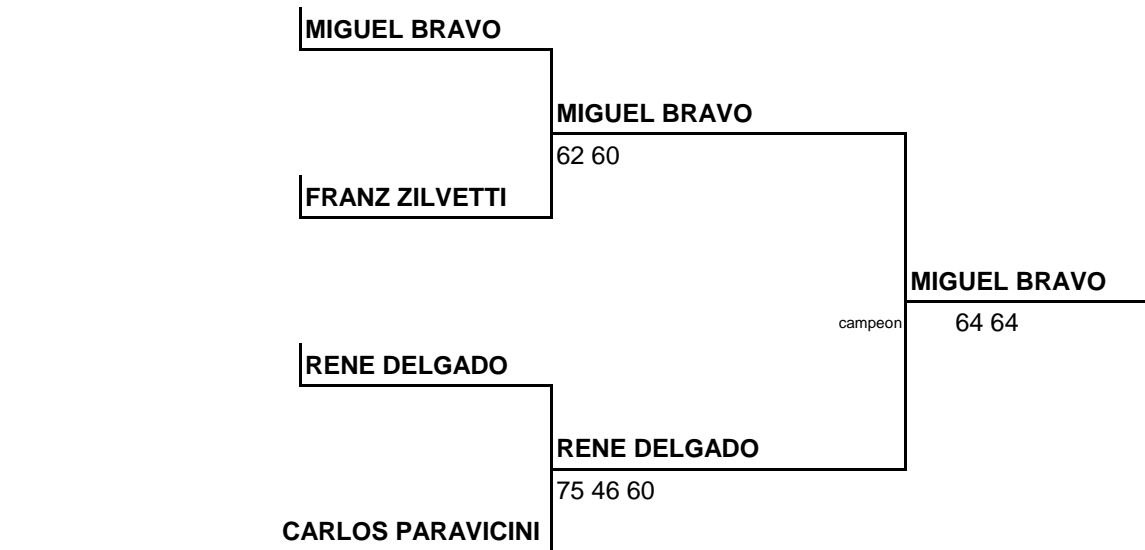 MIGUEL BRAVO
MIGUEL BRAVO
62 60
FRANZ ZILVETTI
MIGUEL BRAVO
campeon 64 64
RENE DELGADO
RENE DELGADO
75 46 60
CARLOS PARAVICINI